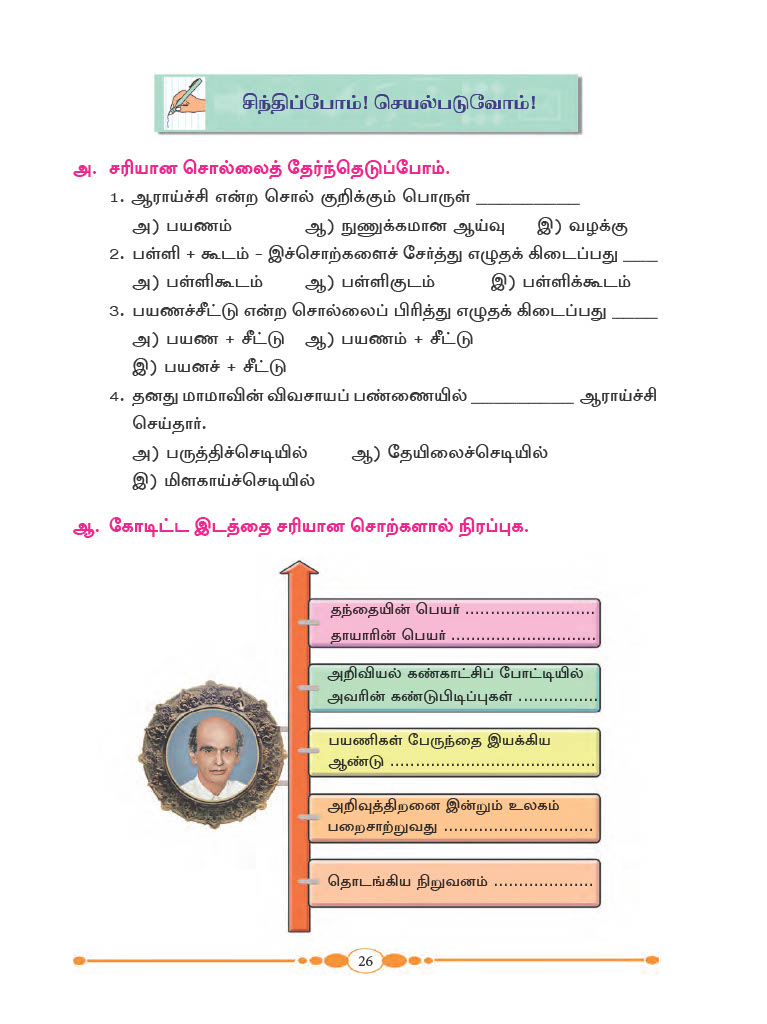 சிந்திப்போம்! செயல்படுவோம்!
அ. சரியான சொல்லைத் தேர்ந்தெடுப்போம்.
1. ஆராய்ச்சி என்ற சொல் குறிக்கும் பொருள் _________
அ) பயணம் ஆ) நுணுக்கமான ஆய்வு இ) வழக்கு
2. பள்ளி + கூடம் - இச்சொற்களைச் சேர்த்து எழுதக் கிடைப்பது ___
அ) பள்ளிகூடம் ஆ) பள்ளிகுடம் இ) பள்ளிக்கூடம்
3. பயணச்சீட்டு என்ற சொல்லைப் பிரித்து எழுதக் கிடைப்பது ____
அ) பயண + சீட்டு ஆ) பயணம் + சீட்டு
இ) பயனச் + சீட்டு
4. தனது மாமாவின் விவசாயப் பண்ணையில் _________ ஆராய்ச்சி
செய்தார்.
அ) பருத்திச்செடியில் ஆ) தேயிலைச்செடியில்
இ) மிளகாய்ச்செடியில்
ஆ. கோடிட்ட இடத்தை சரியான சொற்களால் நிரப்புக.
தந்தையின் பெயர் ..........................
தாயாரின் பெயர் .............................
அறிவியல் கண்காட்சிப் போட்டியில்
அவரின் கண்டுபிடிப்புகள் ................
பயணிகள் பேருந்தை இயக்கிய
ஆண்டு .........................................
அறிவுத்திறனை இன்றும் உலகம்
பறைசாற்றுவது ..............................
தொடங்கிய நிறுவனம் ....................
26